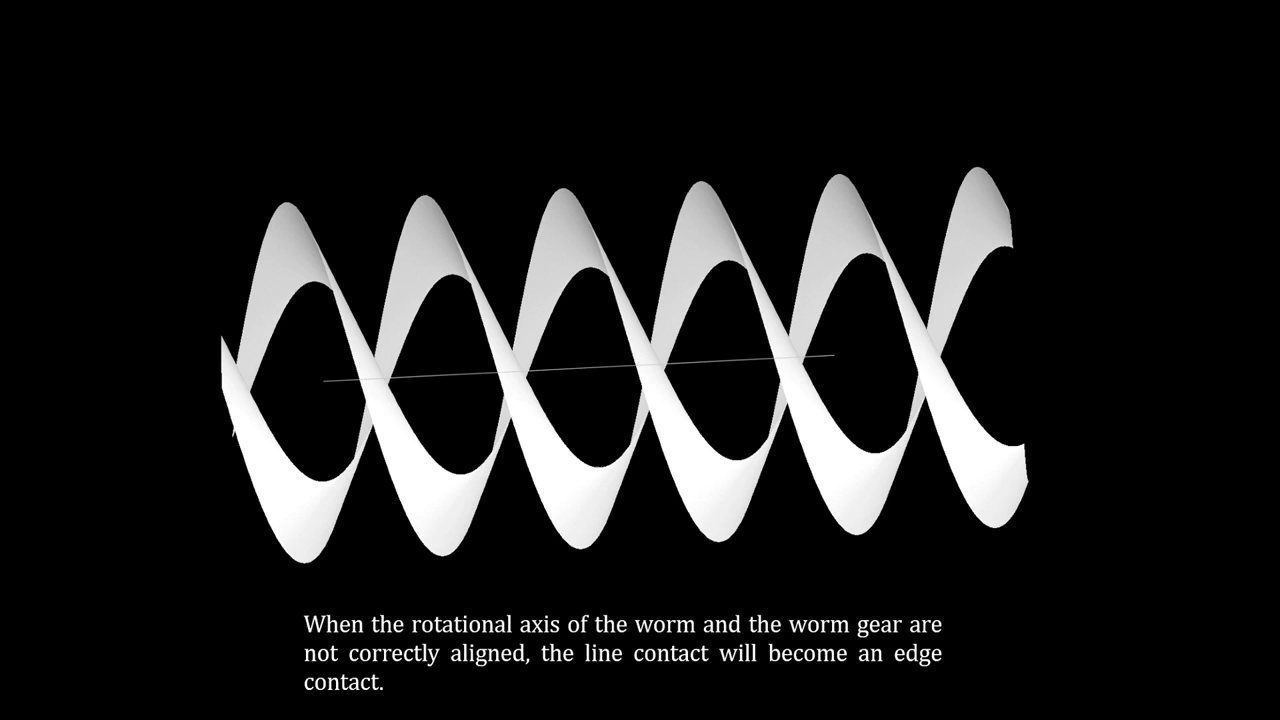 When the rotational axis of the worm and the worm gear are
not correctly aligned, the line contact will become an edge
contact.